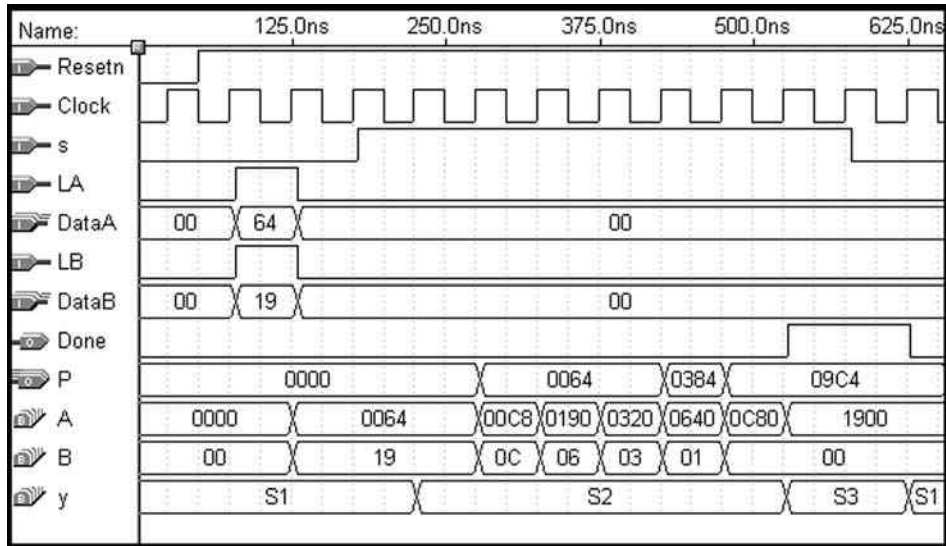 Name: 125.0ns 250.0ns 375.0ns 500.0ns 625.0ns
Resetn
Clock
s
LA
DataA 00 64 00
LB
DataB 00 19 00
Done
P 0000 0064 0384 09C4
A 0000 0064 00C8 0190 0320 0640 0C80 1900
B 00 19 0C 06 03 01 00
y S1 S2 S3 S1